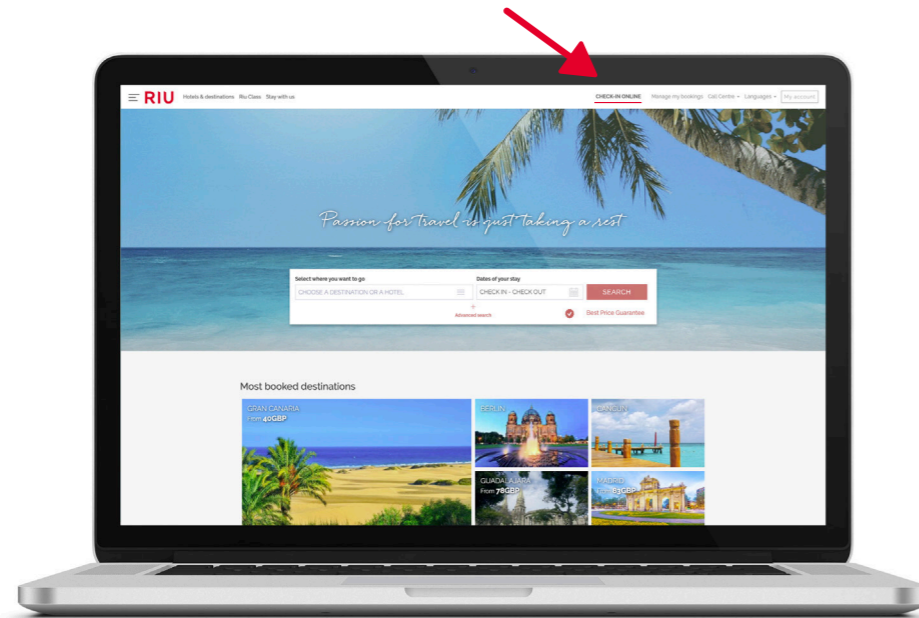 RIU Hotels & destinations Riu Class Stay with us CHECK-IN ONLINE Manage my bookings Call Centre Languages My account
Passion for travel is just taking a rest
Select where you want to go Dates of your stay
CHOOSE A DESTINATION OR A HOTEL CHECK IN - CHECK OUT SEARCH
Advanced search Best Price Guarantee
Most booked destinations
GRAN CANARIA BERLIN CANCUN
From 40GBP
GUADALAJARA MADRID
From 78GBP From 83GBP